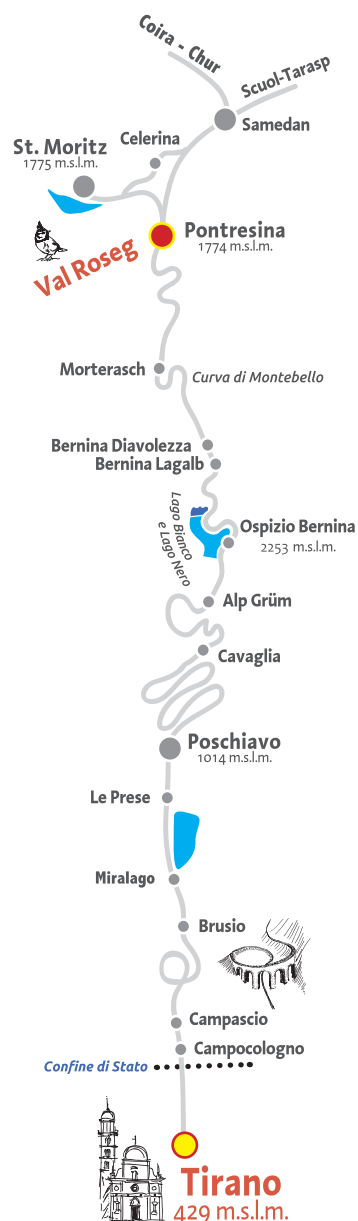 Coira - Chur
Scuol-Tarasp
Samedan
Celerina
St. Moritz
1775 m.s.l.m.
Pontresina
1774 m.s.l.m.
Val Roseg
Morterasch
Curva di Montebello
Bernina Diavolezza
Bernina Lagalb
Lago Bianco
e Lago Nero
Ospizio Bernina
2253 m.s.l.m.
Alp Grüm
Cavaglia
Poschiavo
1014 m.s.l.m.
Le Prese
Miralago
Brusio
Campascio
Campocologno
Confine di Stato
Tirano
429 m.s.l.m.